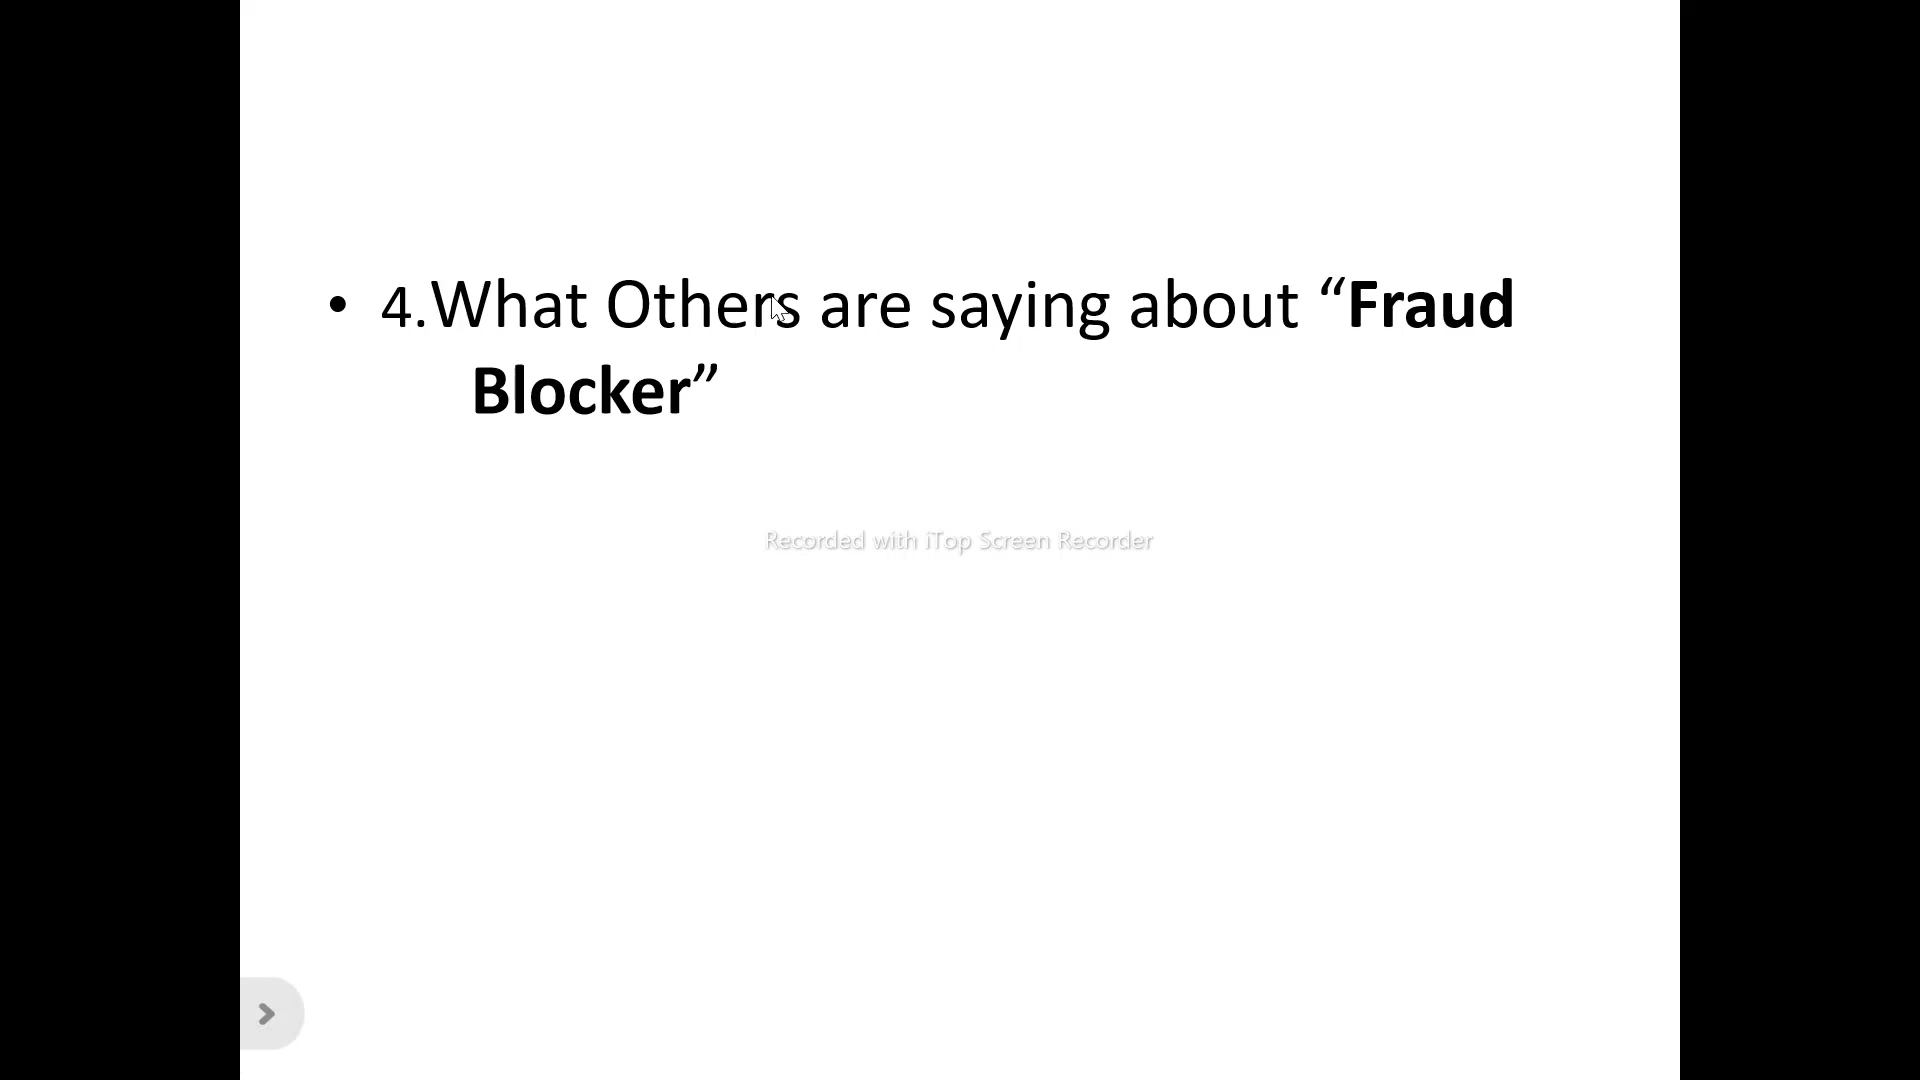 • 4.What Others are saying about “Fraud
Blocker”
Recorded with iTop Screen Recorder